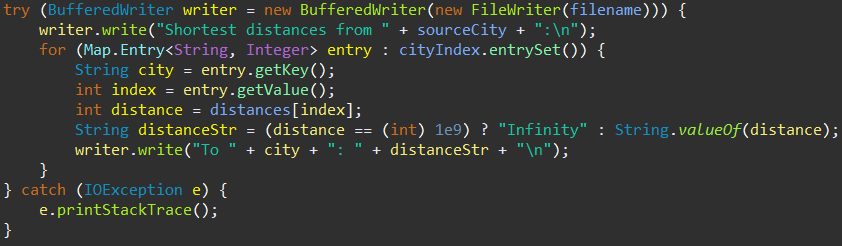 try (BufferedWriter writer = new BufferedWriter(new FileWriter(filename))) {
    writer.write("Shortest distances from " + sourceCity + ":\n");
    for (Map.Entry<String, Integer> entry : cityIndex.entrySet()) {
        String city = entry.getKey();
        int index = entry.getValue();
        int distance = distances[index];
        String distanceStr = (distance == (int) 1e9) ? "Infinity" : String.valueOf(distance);
        writer.write("To " + city + ": " + distanceStr + "\n");
    }
} catch (IOException e) {
    e.printStackTrace();
}